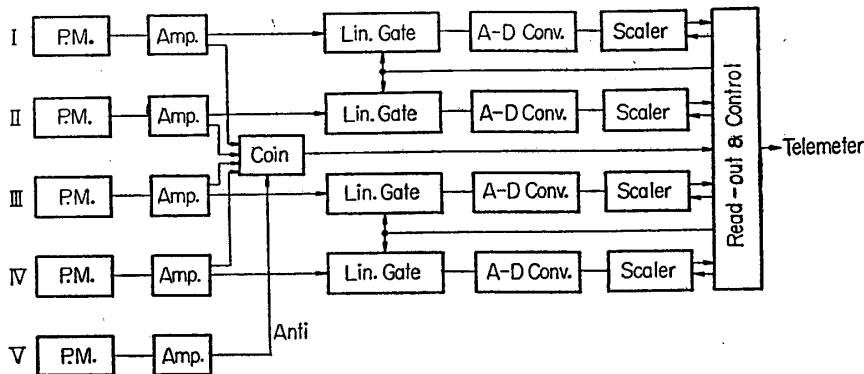 I P.M. Amp. Lin. Gate A-D Conv. Scaler
II P.M. Amp. Lin. Gate A-D Conv. Scaler
Coin
Read-out & Control
Telemeter
III P.M. Amp. Lin. Gate A-D Conv. Scaler
IV P.M. Amp. Lin. Gate A-D Conv. Scaler
Anti
V P.M. Amp.